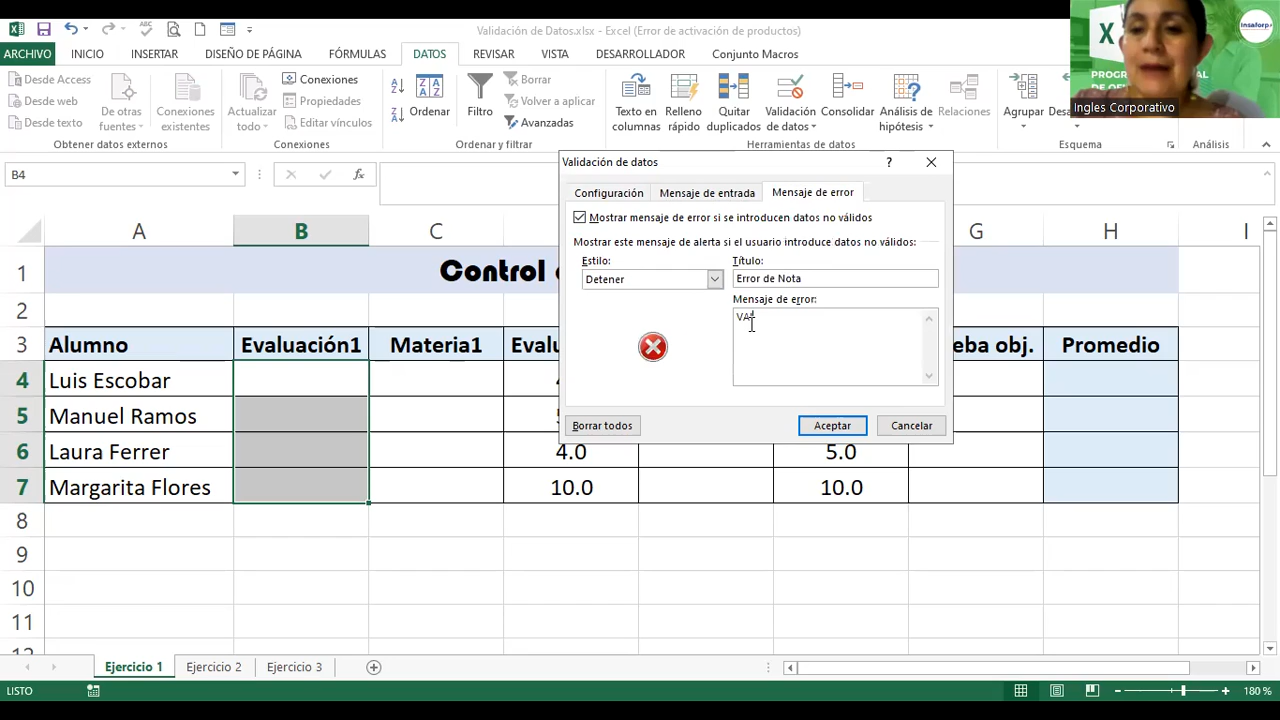 Validación de Datos.xlsx - Excel (Error de activación de productos)
ARCHIVO INICIO INSERTAR DISEÑO DE PÁGINA FÓRMULAS DATOS REVISAR VISTA DESARROLLADOR Conjunto Macros
Desde Access
Desde web
Desde texto
De otras fuentes
Conexiones existentes
Actualizar todo
Conexiones
Propiedades
Editar vínculos
Ordenar
Filtro
Borrar
Volver a aplicar
Avanzadas
Texto en columnas
Relleno rápido
Quitar duplicados
Validación de datos
Consolidar
Análisis de hipótesis
Relaciones
Agrupar
Obtener datos externos Conexiones Ordenar y filtrar Herramientas de datos Esquema Análisis
Insaforp
Ingles Corporativo
B4
Validación de datos
Configuración Mensaje de entrada Mensaje de error
Mostrar mensaje de error si se introducen datos no válidos
Mostrar este mensaje de alerta si el usuario introduce datos no válidos:
Estilo: Título:
Detener Error de Nota
Mensaje de error:
Borrar todos Aceptar Cancelar
A B C G H I
1 Control
2
3 Alumno Evaluación1 Materia1 Promedio
4 Luis Escobar
5 Manuel Ramos
6 Laura Ferrer 4.0 5.0
7 Margarita Flores 10.0 10.0
8
9
10
11
12
Ejercicio 1 Ejercicio 2 Ejercicio 3
LISTO 180 %